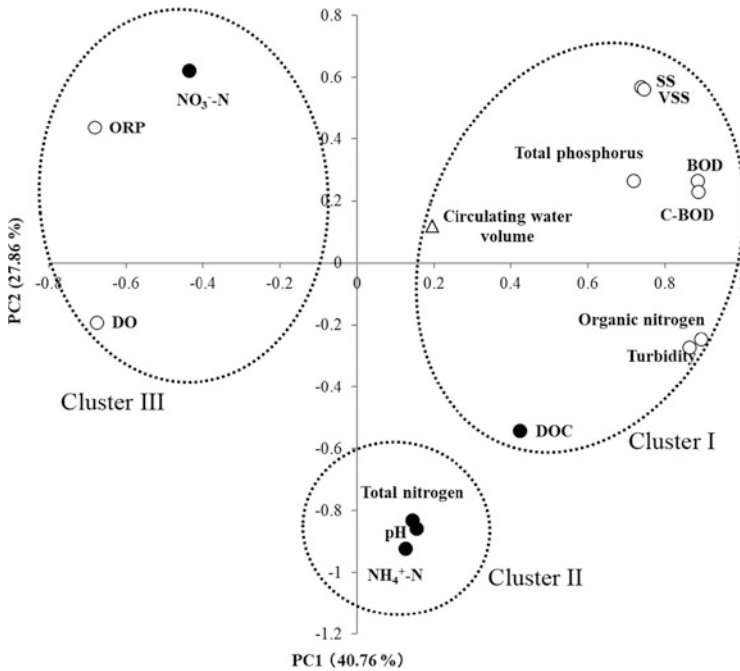 0.8
0.6
NO₃⁻-N
SS
VSS
ORP
0.4
Total phosphorus
BOD
0.2
C-BOD
Circulating water
volume
0
-0.8
-0.6
-0.4
-0.2
0
0.2
0.4
0.6
0.8
1
PC2 (27.86 %)
DO
-0.2
Organic nitrogen
Turbidity
Cluster III
-0.4
DOC
Cluster I
-0.6
Total nitrogen
-0.8
pH
NH₄⁺-N
-1
Cluster II
-1.2
PC1 (40.76 %)